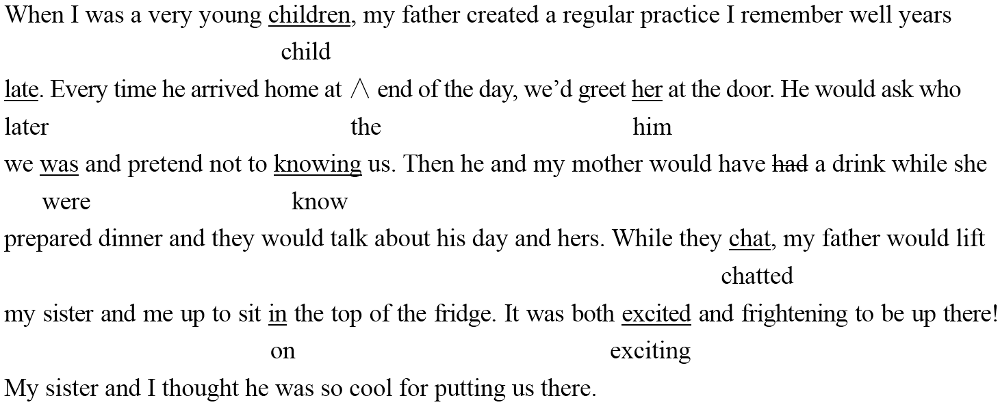 When I was a very young children, my father created a regular practice I remember well years
child
late. Every time he arrived home at ∧ end of the day, we’d greet her at the door. He would ask who
later the him
we was and pretend not to knowing us. Then he and my mother would have had a drink while she
were know
prepared dinner and they would talk about his day and hers. While they chat, my father would lift
chatted
my sister and me up to sit in the top of the fridge. It was both excited and frightening to be up there!
on exciting
My sister and I thought he was so cool for putting us there.